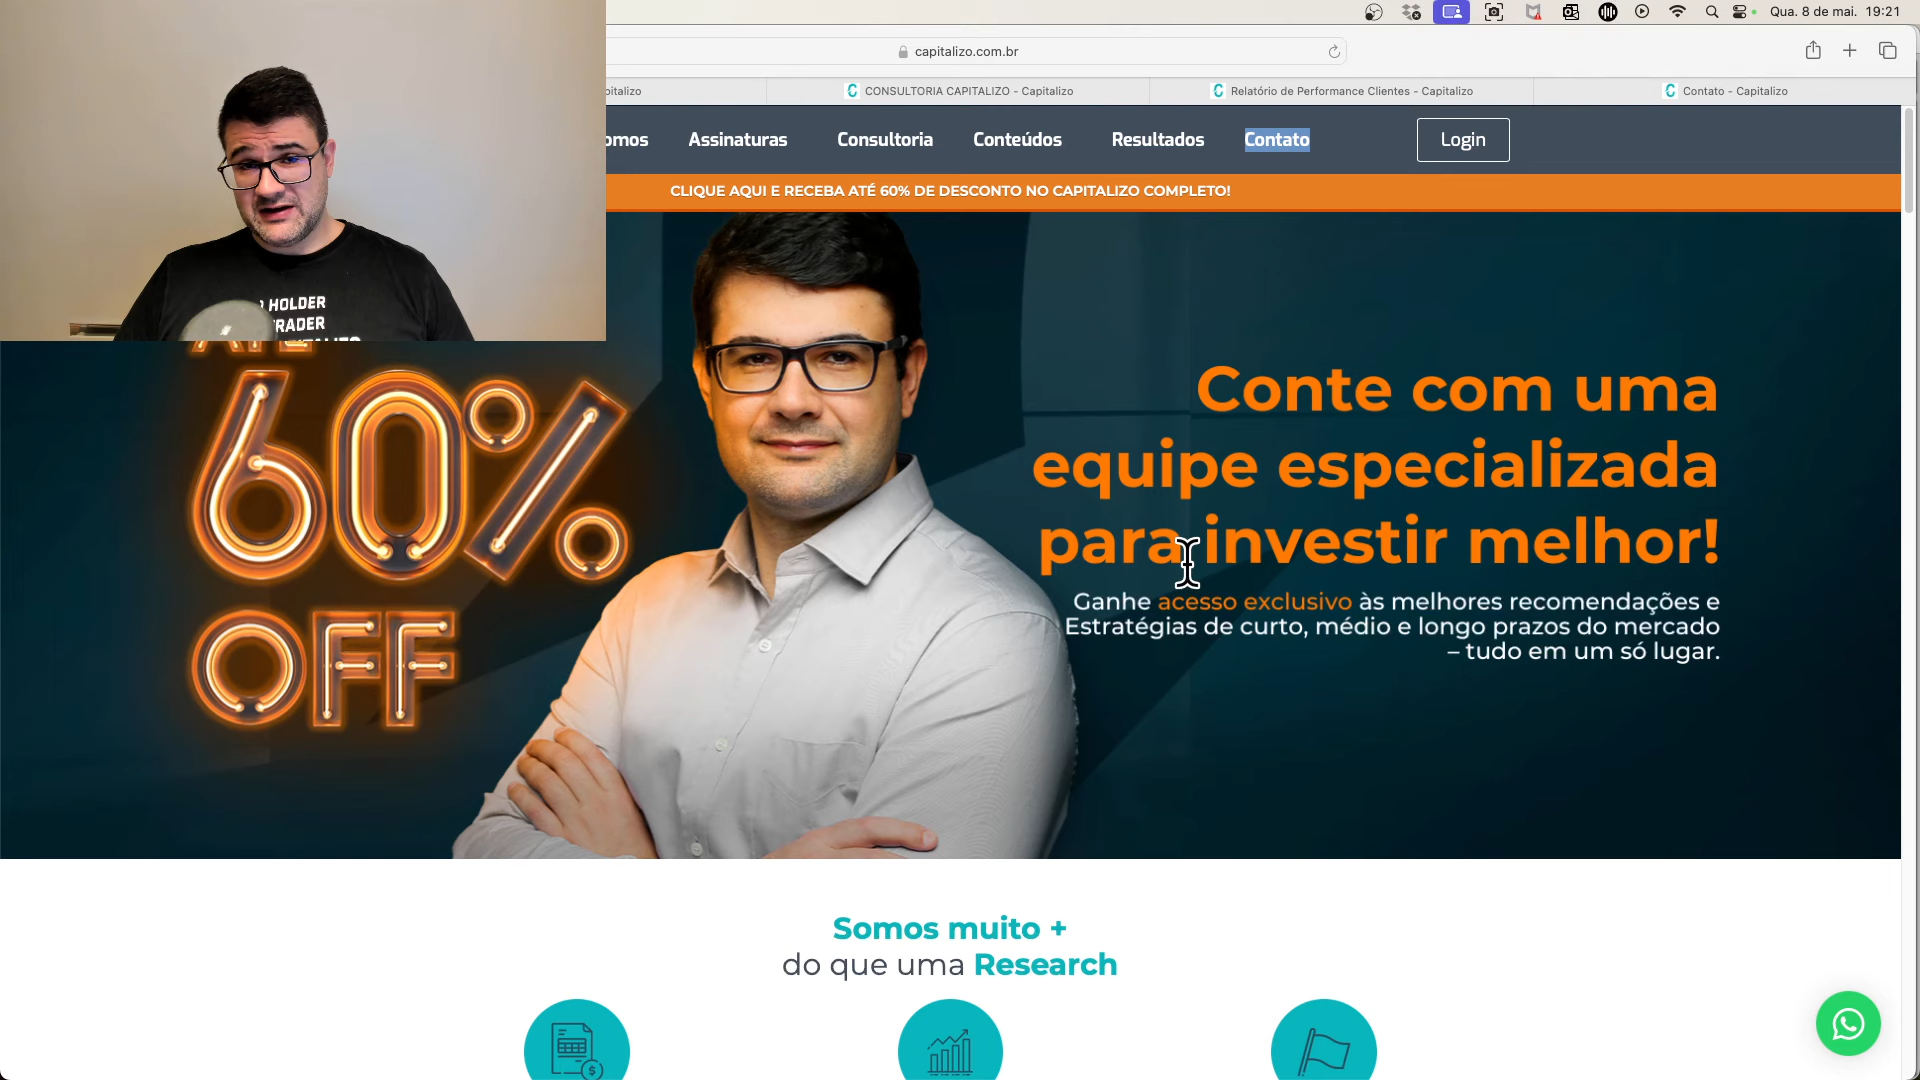 Qua. 8 de mai. 19:21
capitalizo.com.br
pitalizo
CONSULTORIA CAPITALIZO - Capitalizo
Relatório de Performance Clientes - Capitalizo
Contato - Capitalizo
omos
Assinaturas
Consultoria
Conteúdos
Resultados
Contato
Login
CLIQUE AQUI E RECEBA ATÉ 60% DE DESCONTO NO CAPITALIZO COMPLETO!
HOLDER
RADER
60%
OFF
Conte com uma
equipe especializada
para investir melhor!
Ganhe acesso exclusivo às melhores recomendações e
Estratégias de curto, médio e longo prazos do mercado
– tudo em um só lugar.
Somos muito +
do que uma Research